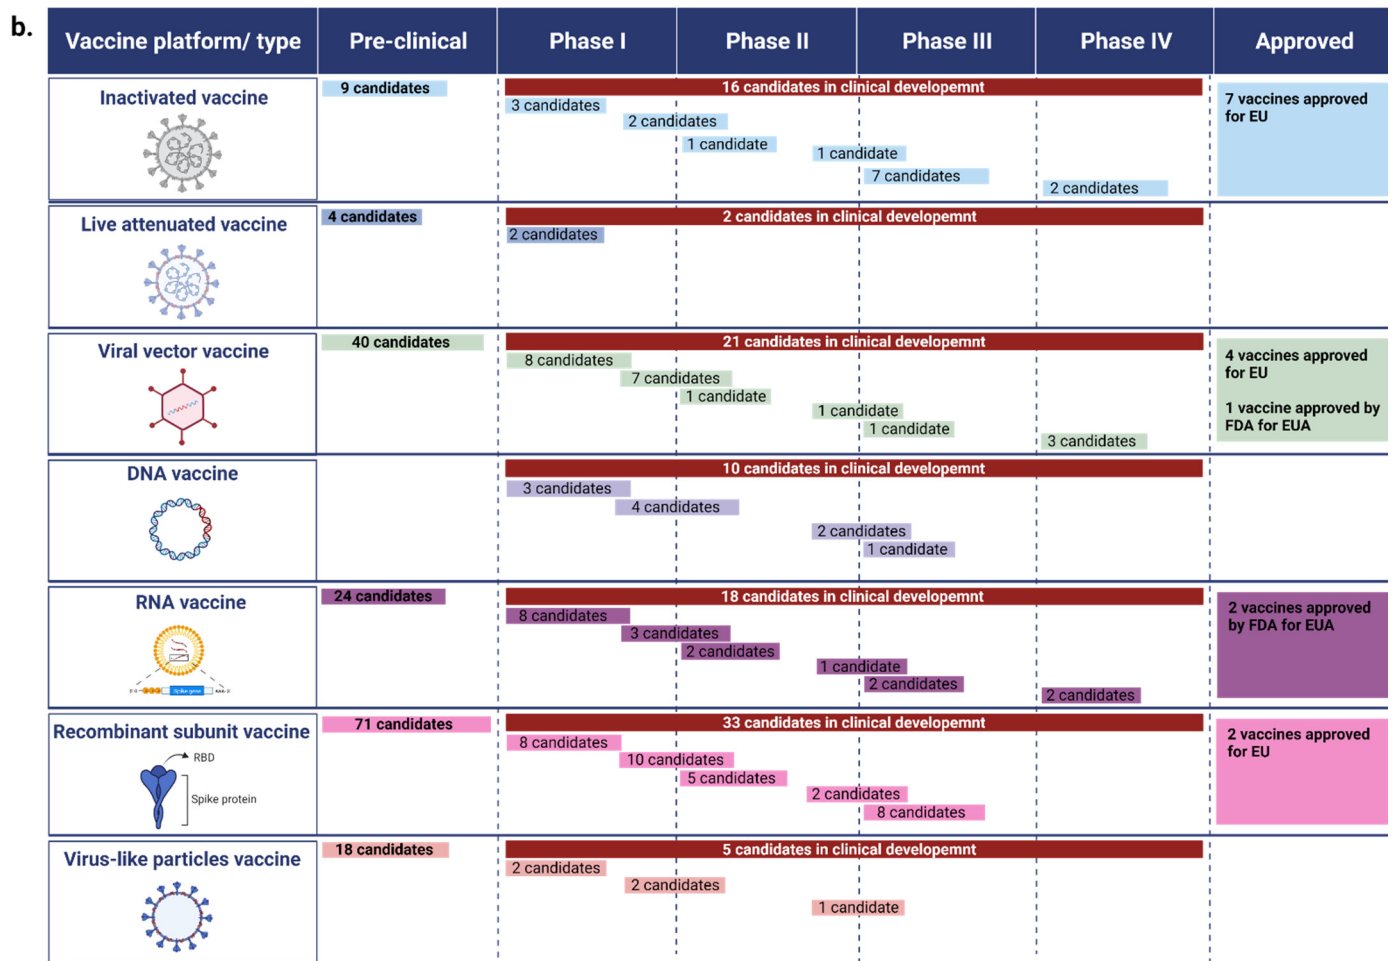 b.
Vaccine platform/ type Pre-clinical Phase I Phase II Phase III Phase IV Approved
Inactivated vaccine
9 candidates
16 candidates in clinical developemnt
3 candidates
2 candidates
1 candidate
1 candidate
7 candidates
2 candidates
7 vaccines approved
for EU
Live attenuated vaccine
4 candidates
2 candidates in clinical developemnt
2 candidates
Viral vector vaccine
40 candidates
21 candidates in clinical developemnt
8 candidates
7 candidates
1 candidate
1 candidate
1 candidate
3 candidates
4 vaccines approved
for EU
1 vaccine approved by
FDA for EUA
DNA vaccine
10 candidates in clinical developemnt
3 candidates
4 candidates
2 candidates
1 candidate
RNA vaccine
Spike gene
24 candidates
18 candidates in clinical developemnt
8 candidates
3 candidates
2 candidates
1 candidate
2 candidates
2 candidates
2 vaccines approved
by FDA for EUA
Recombinant subunit vaccine
RBD
Spike protein
71 candidates
33 candidates in clinical developemnt
8 candidates
10 candidates
5 candidates
2 candidates
8 candidates
2 vaccines approved
for EU
Virus-like particles vaccine
18 candidates
5 candidates in clinical developemnt
2 candidates
2 candidates
1 candidate